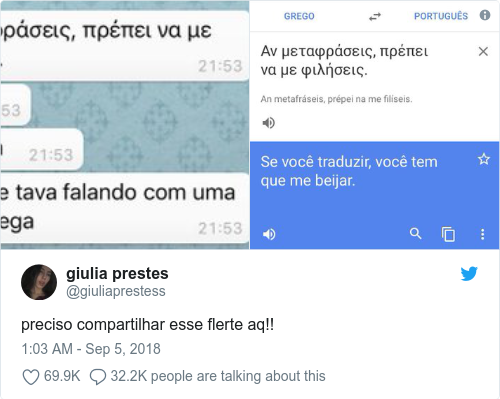 ράσεις, πρέπει να με
21:53
53
21:53
e tava falando com uma
ega
21:53
GREGO
PORTUGUÊS
Αν μεταφράσεις, πρέπει
να με φιλήσεις.
An metafráseis, prépei na me filíseis.
Se você traduzir, você tem
que me beijar.
giulia prestes
@giuliaprestess
preciso compartilhar esse flerte aq!!
1:03 AM - Sep 5, 2018
69.9K 32.2K people are talking about this